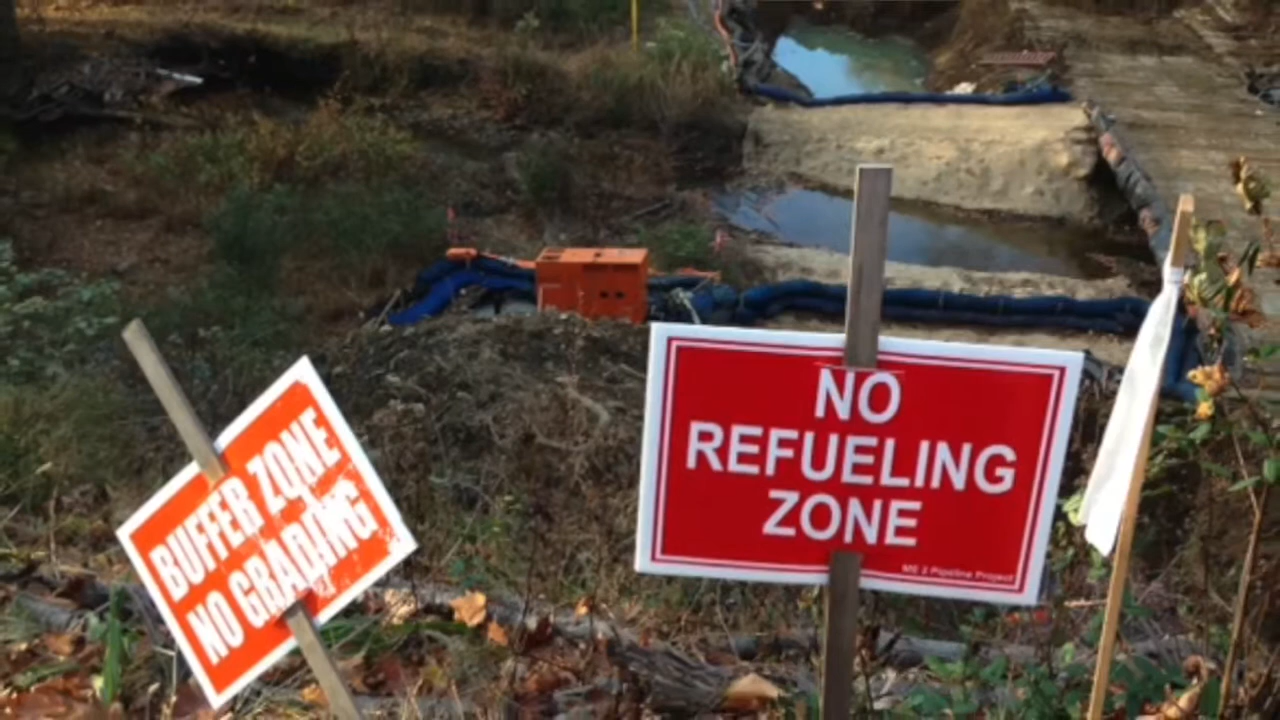 BUFFER ZONE
NO GRADING
NO
REFUELING
ZONE
ME 2 Pipeline Project